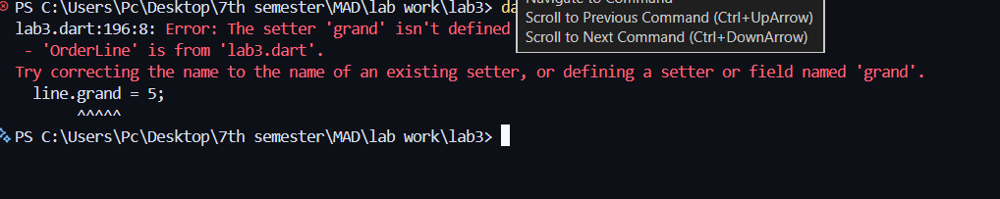 PS C:\Users\Pc\Desktop\7th semester\MAD\lab work\lab3> da
Navigate to Command
Scroll to Previous Command (Ctrl+UpArrow)
Scroll to Next Command (Ctrl+DownArrow)
lab3.dart:196:8: Error: The setter 'grand' isn't defined
- 'OrderLine' is from 'lab3.dart'.
Try correcting the name to the name of an existing setter, or defining a setter or field named 'grand'.
line.grand = 5;
^^^^^
PS C:\Users\Pc\Desktop\7th semester\MAD\lab work\lab3>